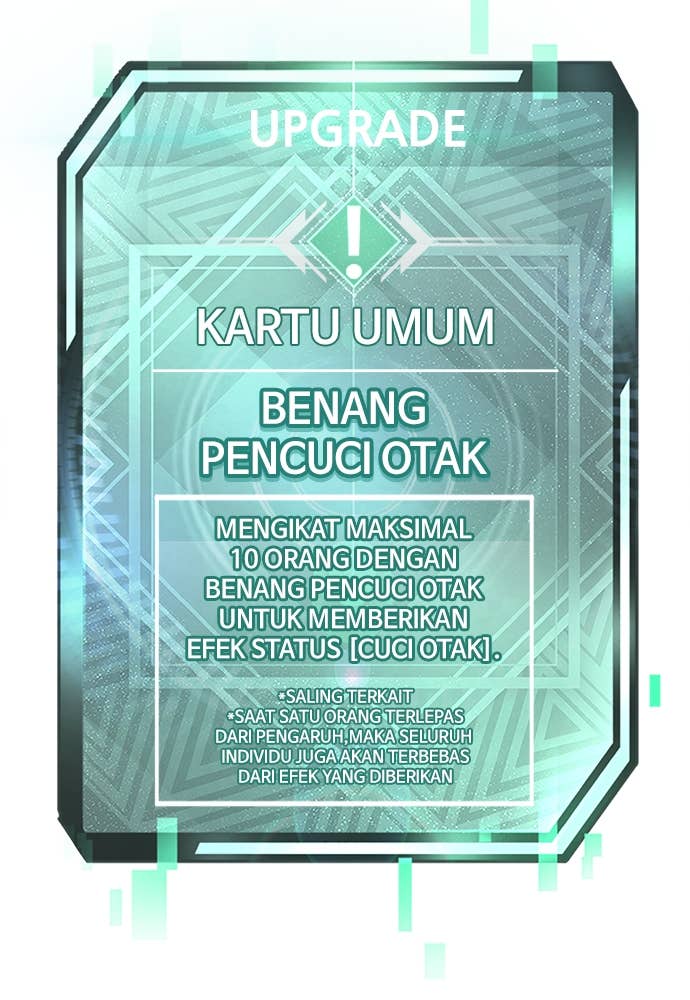 UPGRADE
!
KARTU UMUM
BENANG
PENCUCI OTAK
MENGIKAT MAKSIMAL
10 ORANG DENGAN
BENANG PENCUCI OTAK
UNTUK MEMBERIKAN
EFEK STATUS [CUCI OTAK].
*SALING TERKAIT
*SAAT SATU ORANG TERLEPAS
DARI PENGARUH,MAKA SELURUH
INDIVIDU JUGA AKAN TERBEBAS
DARI EFEK YANG DIBERIKAN